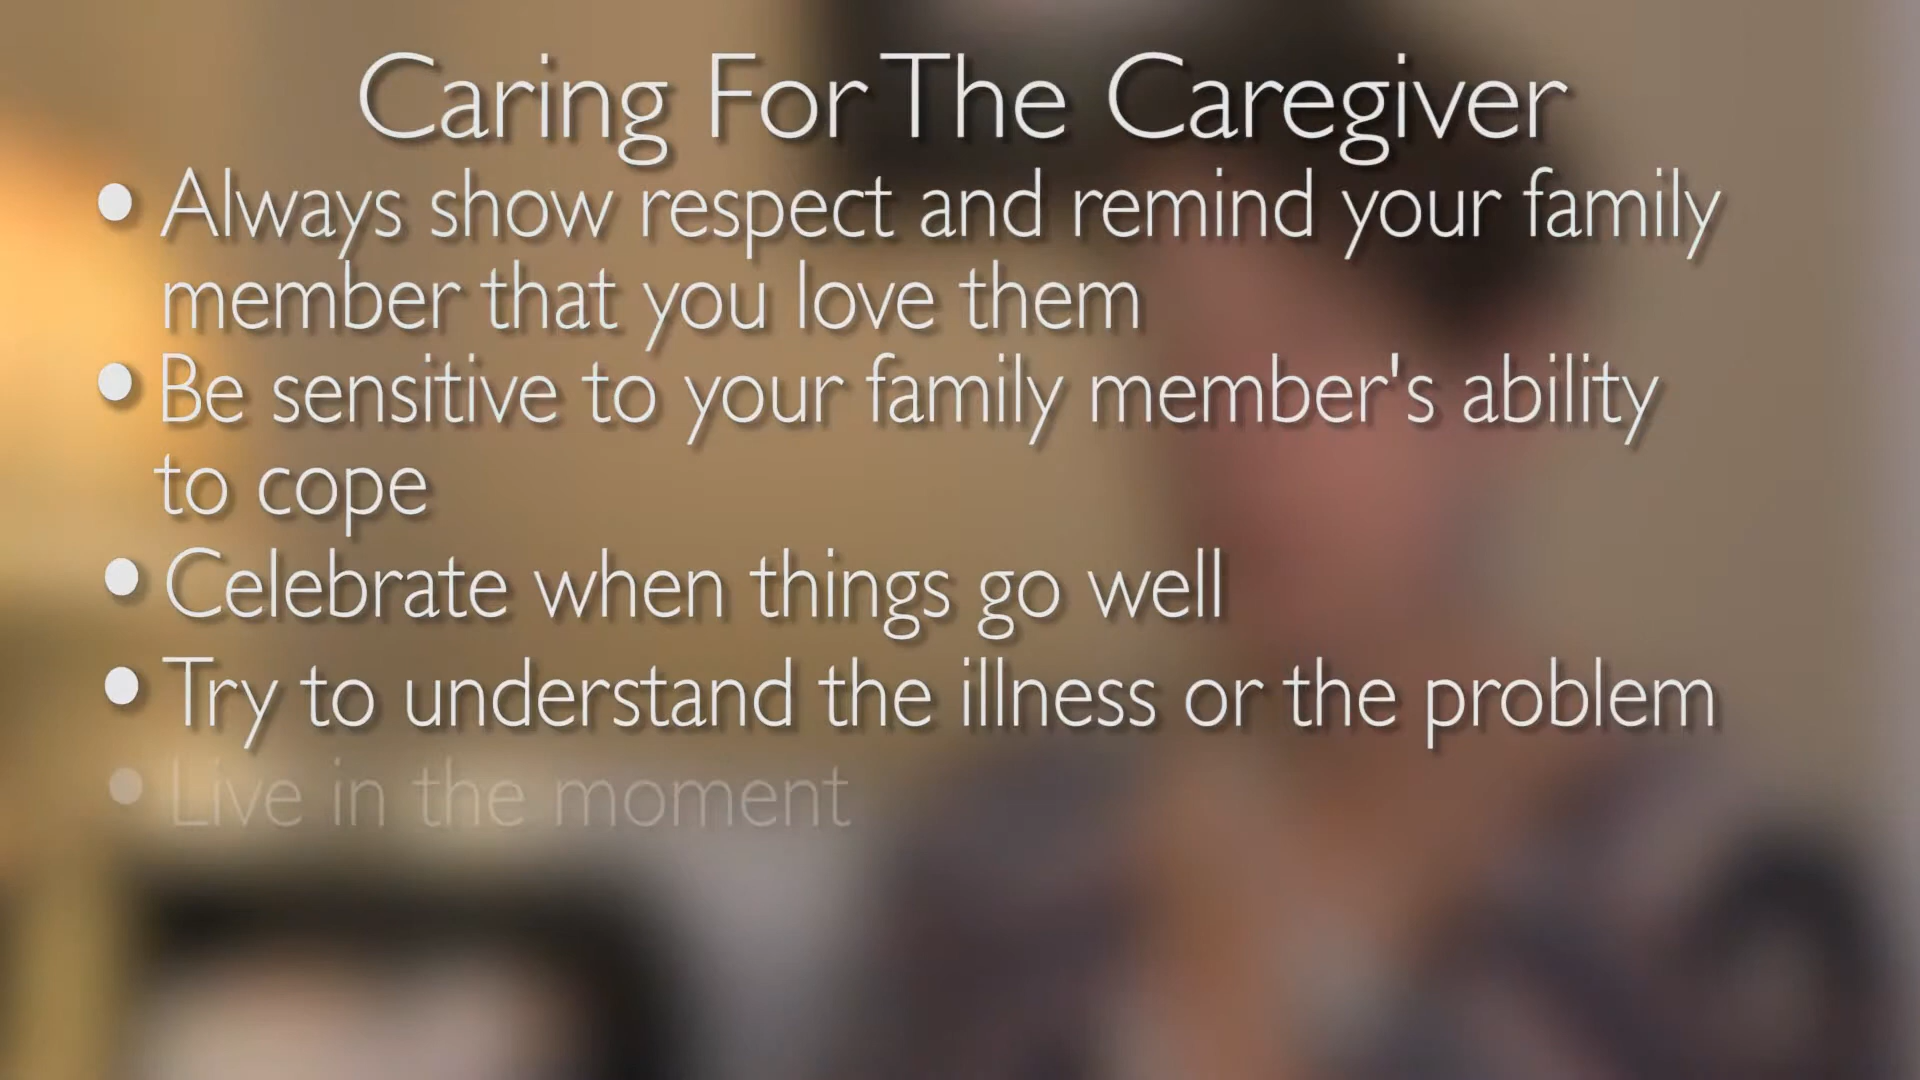 Caring For The Caregiver
• Always show respect and remind your family
member that you love them
• Be sensitive to your family member's ability
to cope
• Celebrate when things go well
• Try to understand the illness or the problem
• Live in the moment